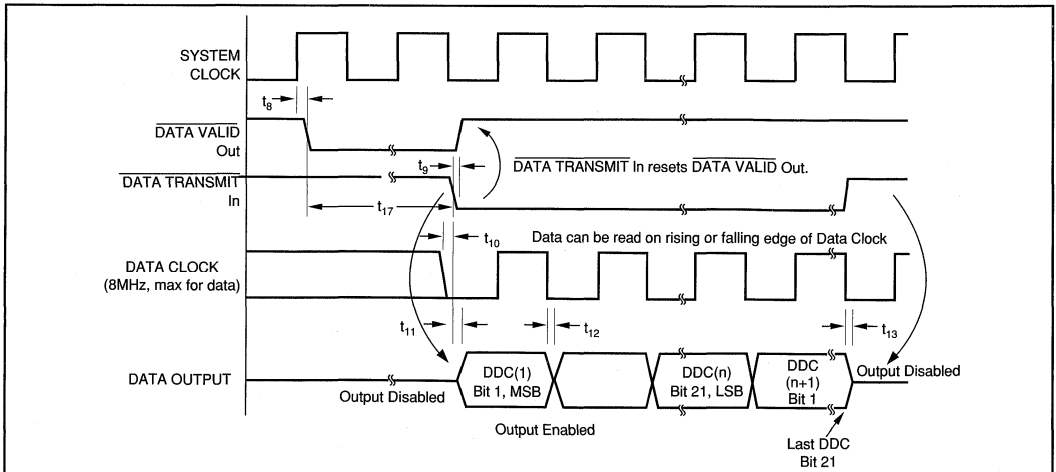 SYSTEM
CLOCK
t8
DATA VALID
Out
t9
DATA TRANSMIT In resets DATA VALID Out.
DATA TRANSMIT
In
t17
t10
Data can be read on rising or falling edge of Data Clock
DATA CLOCK
(8MHz, max for data)
t11
t12
t13
DATA OUTPUT
Output Disabled
DDC(1)
Bit 1, MSB
DDC(n)
Bit 21, LSB
DDC
(n+1)
Bit 1
Output Disabled
Output Enabled
Last DDC
Bit 21